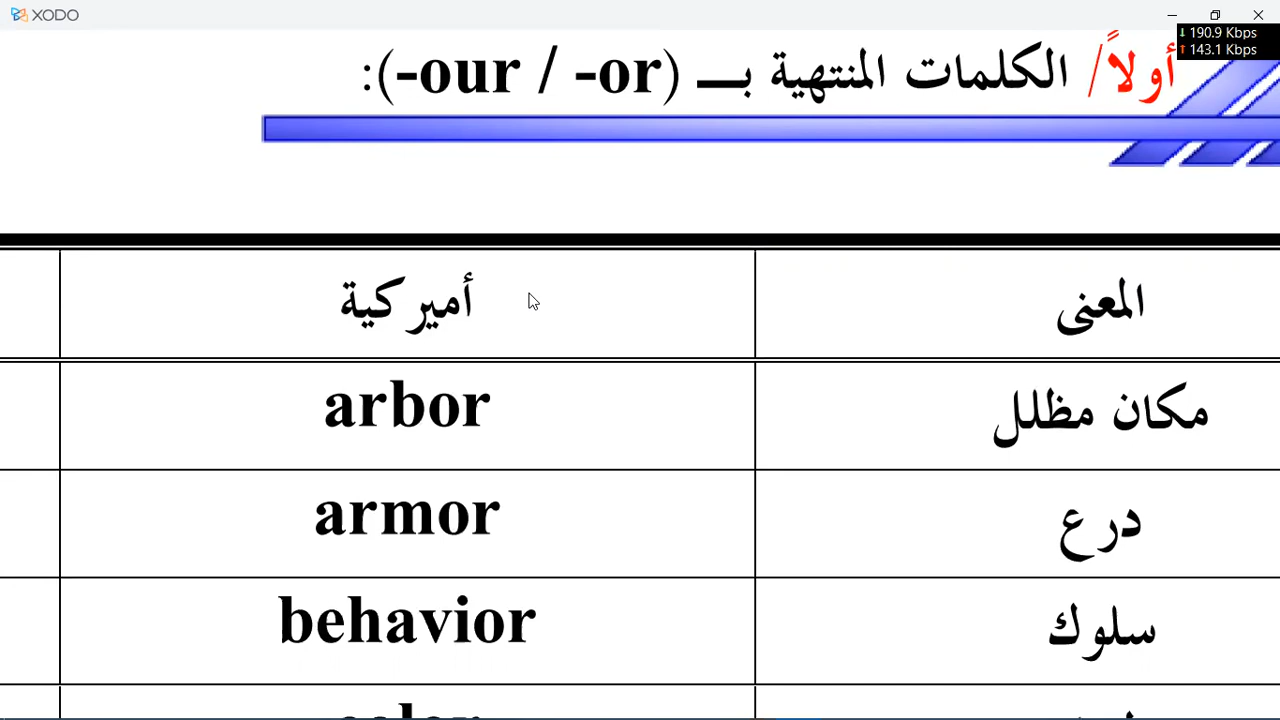 XODO
↓ 190.9 Kbps
↑ 143.1 Kbps
أولاً/ الكلمات المنتهية بـــ (-our / -or):
المعنى أميركية
مكان مظلل arbor
درع armor
سلوك behavior
color